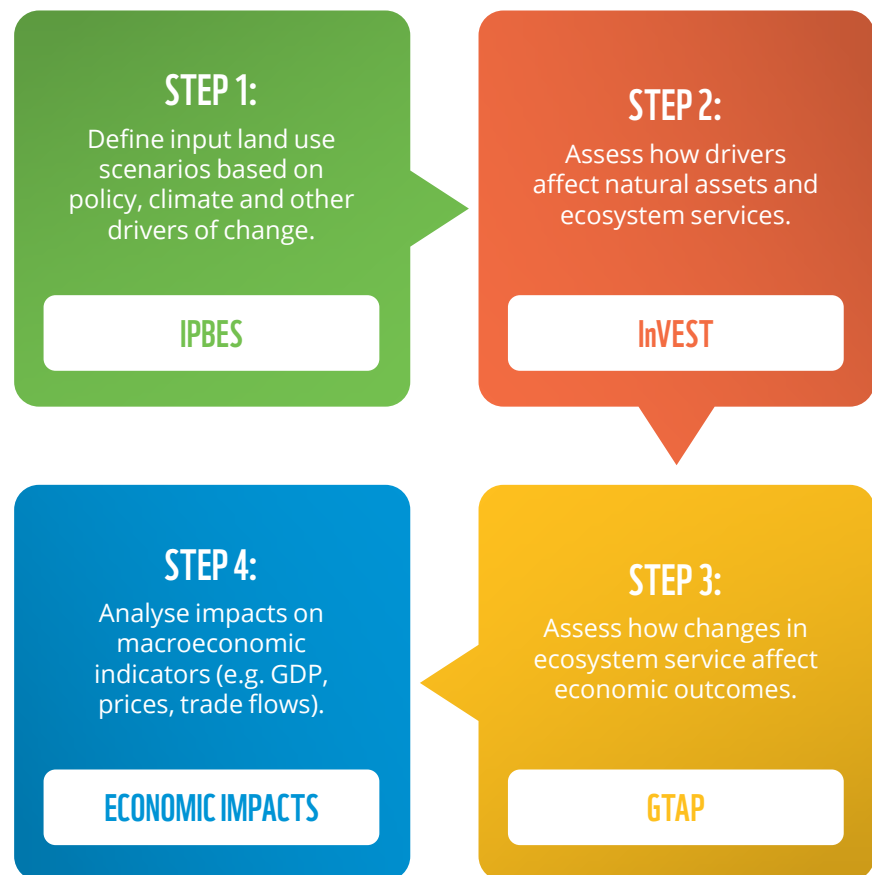 STEP 1:
Define input land use
scenarios based on
policy, climate and other
drivers of change.
IPBES
STEP 2:
Assess how drivers
affect natural assets and
ecosystem services.
InVEST
STEP 3:
Assess how changes in
ecosystem service affect
economic outcomes.
GTAP
STEP 4:
Analyse impacts on
macroeconomic
indicators (e.g. GDP,
prices, trade flows).
ECONOMIC IMPACTS